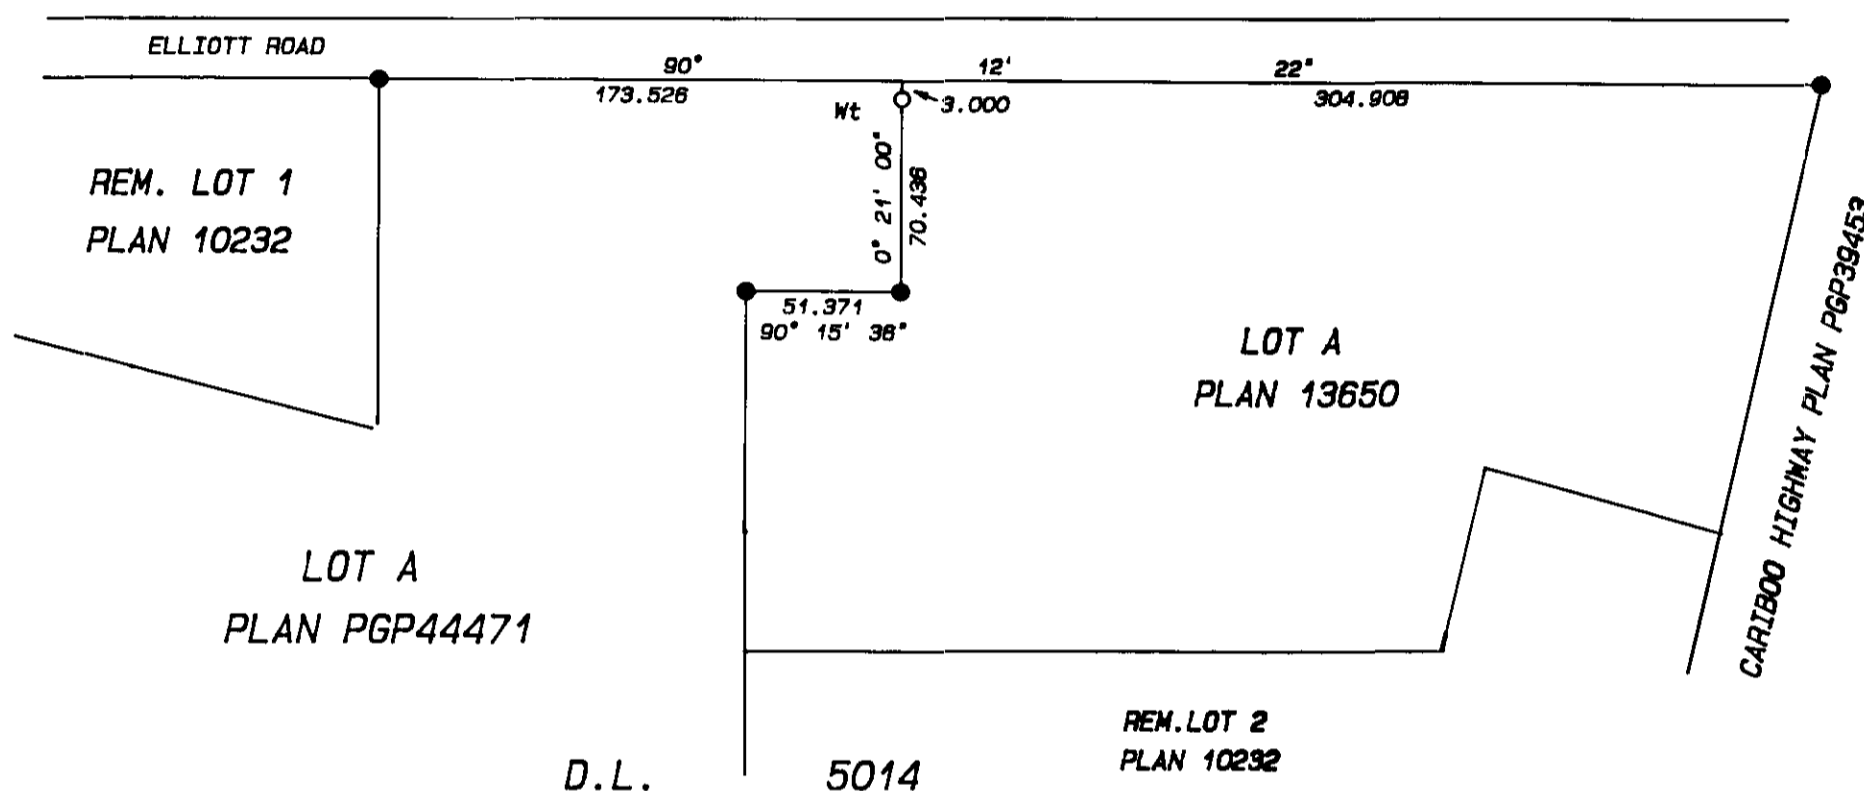 ELLIOTT ROAD
90° 12' 22"
173.526
304.908
Wt
3.000
0° 21' 00"
70.436
REM. LOT 1
PLAN 10232
51.371
90° 15' 36"
LOT A
PLAN 13650
CARIBOO HIGHWAY PLAN PGP39453
LOT A
PLAN PGP44471
REM. LOT 2
PLAN 10232
D.L. 5014